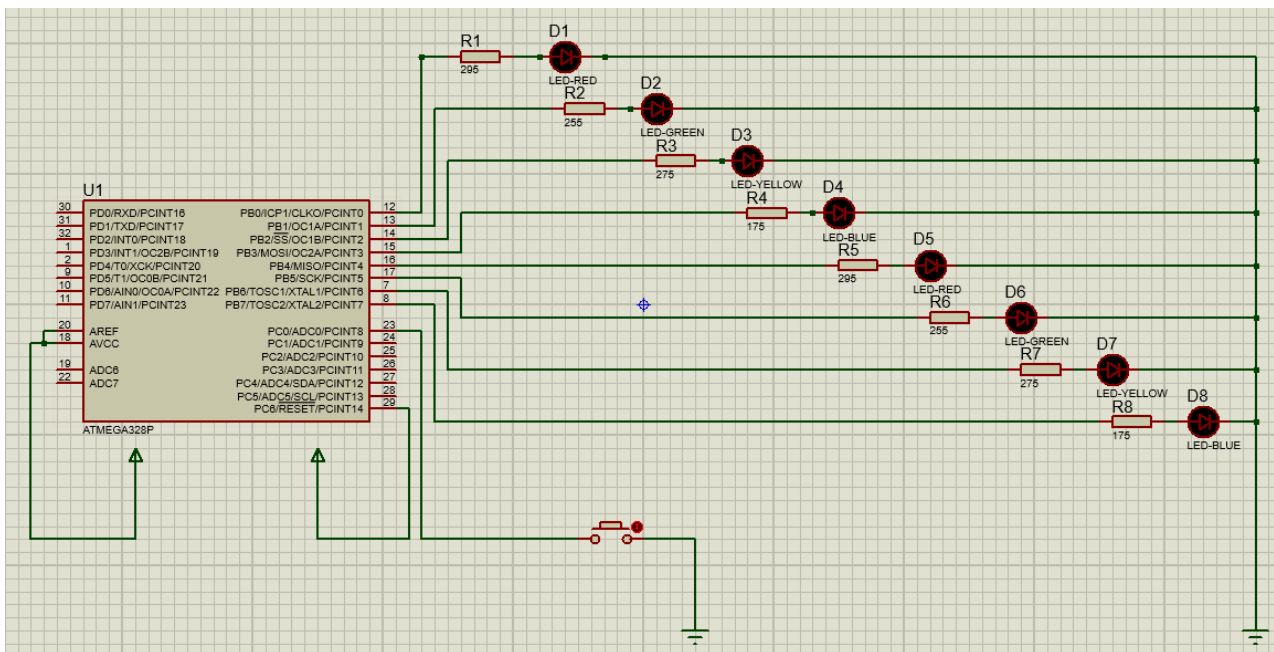 R1
295
D1
LED-RED
R2
255
D2
LED-GREEN
R3
275
D3
LED-YELLOW
R4
175
D4
LED-BLUE
R5
295
D5
LED-RED
R6
255
D6
LED-GREEN
R7
275
D7
LED-YELLOW
R8
175
D8
LED-BLUE
U1
30 PD0/RXD/PCINT16 PB0/ICP1/CLKO/PCINT0 12
31 PD1/TXD/PCINT17 PB1/OC1A/PCINT1 13
32 PD2/INT0/PCINT18 PB2/SS/OC1B/PCINT2 14
1 PD3/INT1/OC2B/PCINT19 PB3/MOSI/OC2A/PCINT3 15
2 PD4/T0/XCK/PCINT20 PB4/MISO/PCINT4 16
9 PD5/T1/OC0B/PCINT21 PB5/SCK/PCINT5 17
10 PD6/AIN0/OC0A/PCINT22 PB6/TOSC1/XTAL1/PCINT6 7
11 PD7/AIN1/PCINT23 PB7/TOSC2/XTAL2/PCINT7 8
20 AREF PC0/ADC0/PCINT8 23
18 AVCC PC1/ADC1/PCINT9 24
PC2/ADC2/PCINT10 25
19 ADC6 PC3/ADC3/PCINT11 26
22 ADC7 PC4/ADC4/SDA/PCINT12 27
PC5/ADC5/SCL/PCINT13 28
PC6/RESET/PCINT14 29
ATMEGA328P